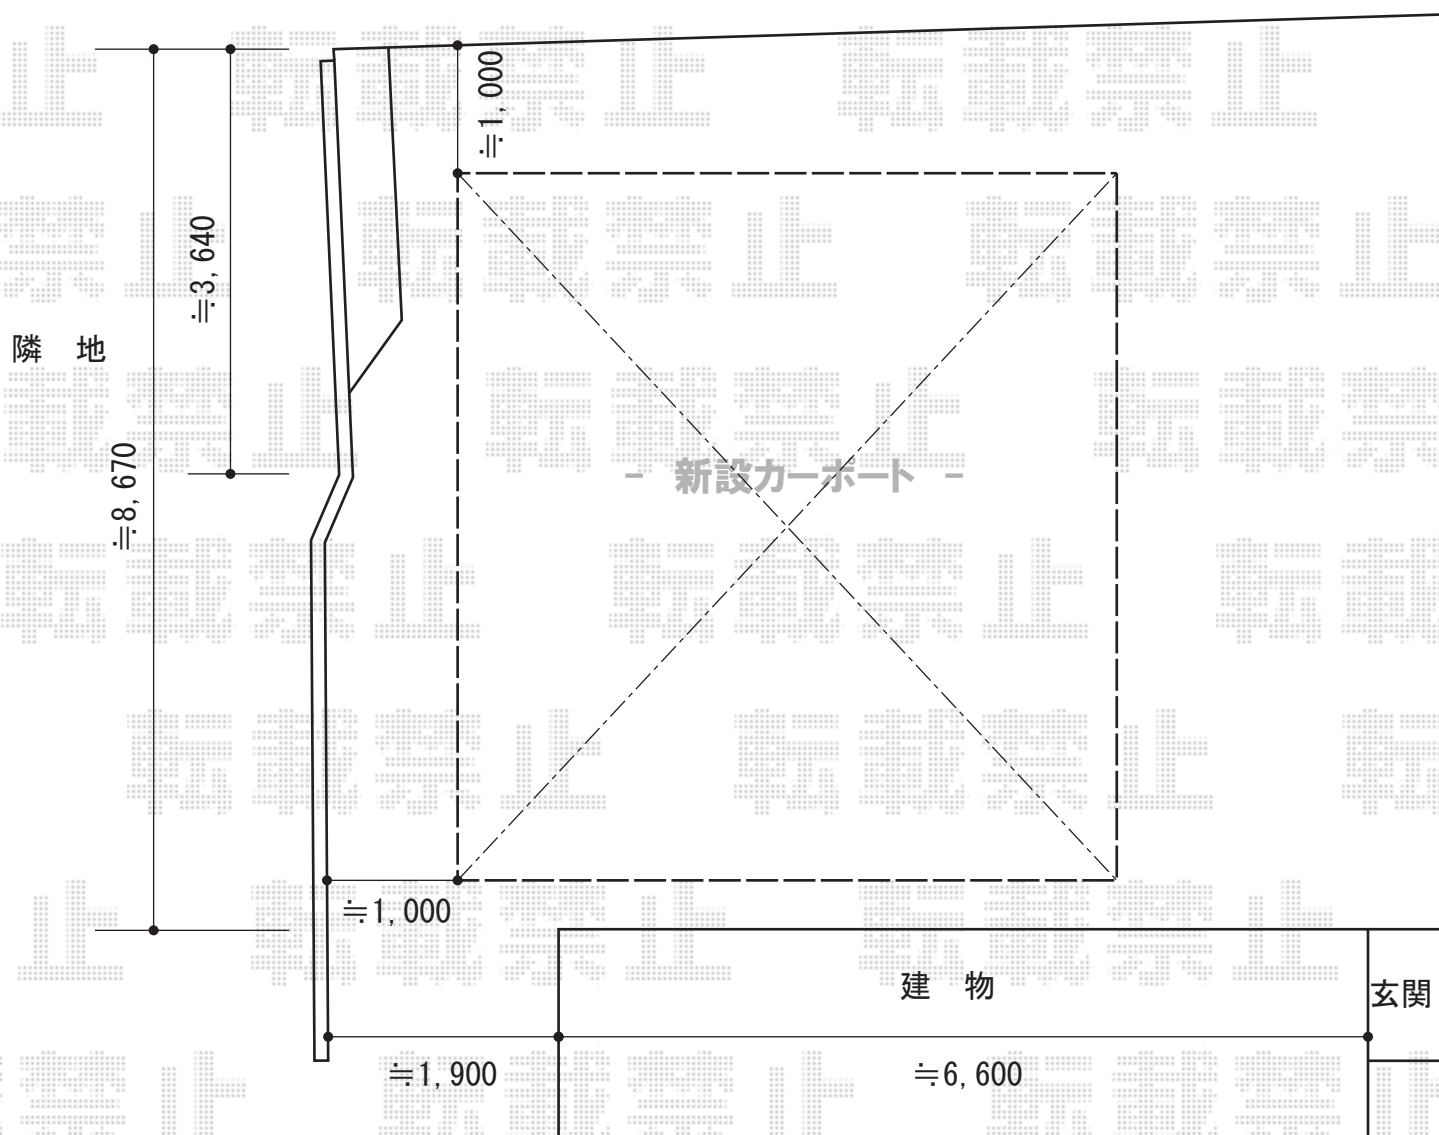 ≒1,000
≒3,640
隣 地
≒8,670
- 新設カーポート -
≒1,000
建 物
玄関
≒1,900
≒6,600
転載禁止